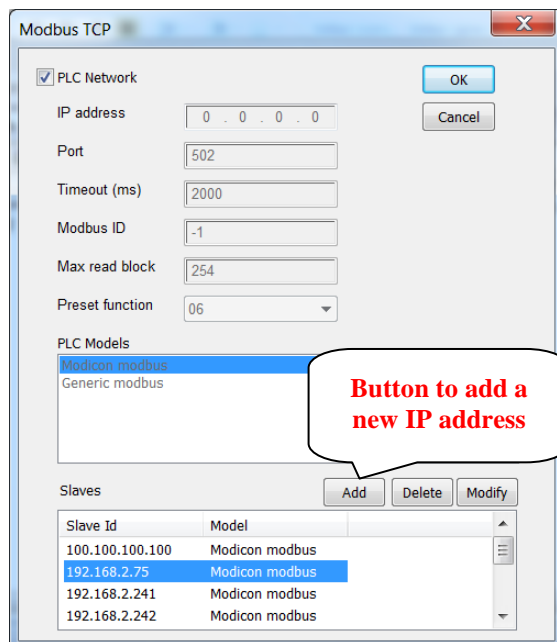 Modbus TCP
PLC Network
OK
IP address
0 . 0 . 0 . 0
Cancel
Port
502
Timeout (ms)
2000
Modbus ID
-1
Max read block
254
Preset function
06
PLC Models
Modicon modbus
Generic modbus
Button to add a
new IP address
Slaves
Add
Delete
Modify
Slave Id Model
100.100.100.100 Modicon modbus
192.168.2.75 Modicon modbus
192.168.2.241 Modicon modbus
192.168.2.242 Modicon modbus